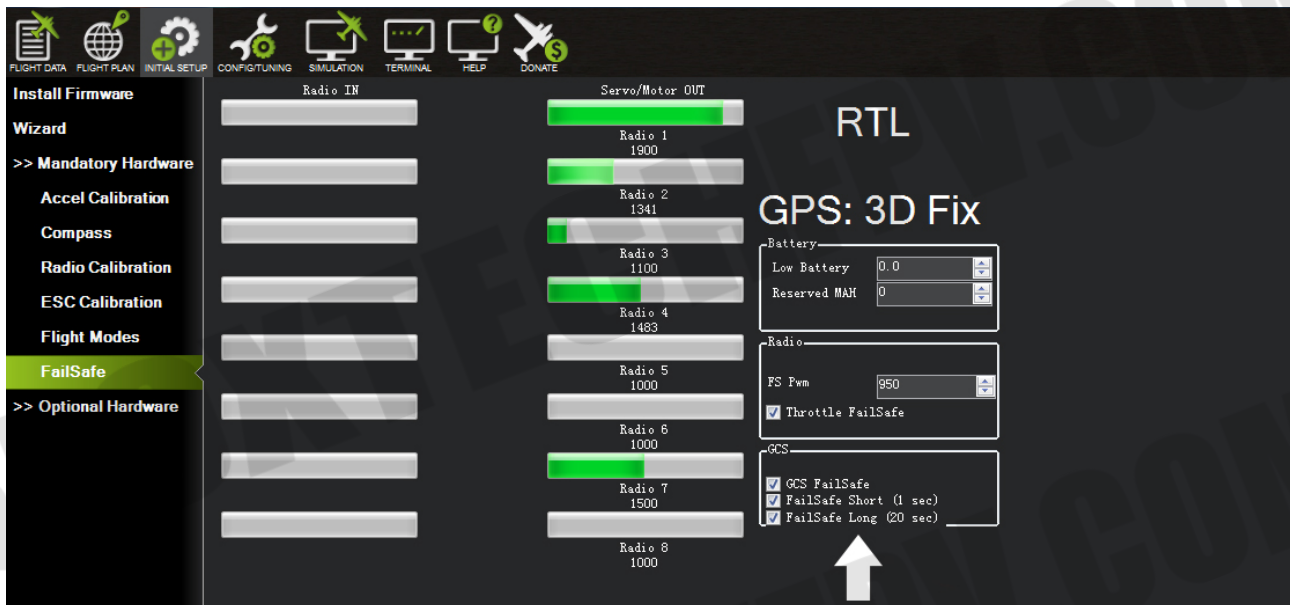 FLIGHT DATA FLIGHT PLAN INITIAL SETUP CONFIG/TUNING SIMULATION TERMINAL HELP DONATE
Install Firmware
Wizard
>> Mandatory Hardware
Accel Calibration
Compass
Radio Calibration
ESC Calibration
Flight Modes
FailSafe
>> Optional Hardware
Radio IN
Servo/Motor OUT
Radio 1
1900
Radio 2
1341
Radio 3
1100
Radio 4
1483
Radio 5
1000
Radio 6
1000
Radio 7
1500
Radio 8
1000
RTL
GPS: 3D Fix
Battery
Low Battery 0.0
Reserved MAH 0
Radio
FS Pwm 950
Throttle FailSafe
GCS
GCS FailSafe
FailSafe Short (1 sec)
FailSafe Long (20 sec)